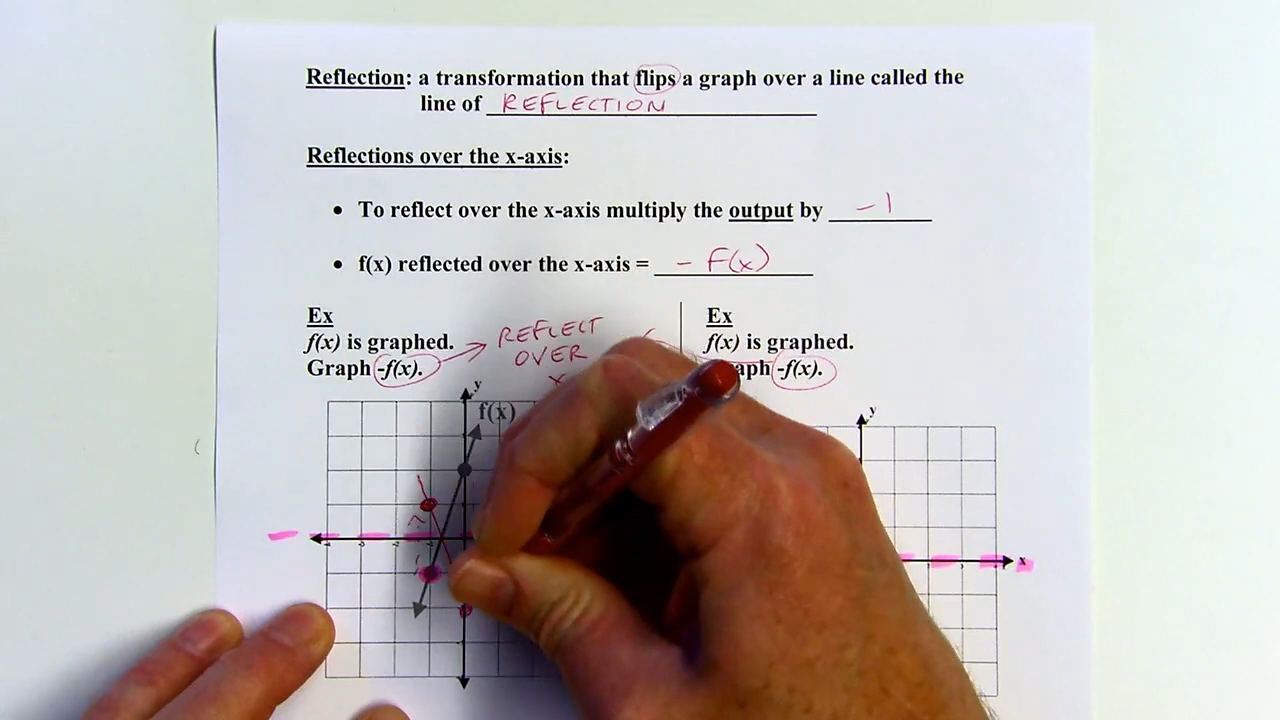 Reflection: a transformation that flips a graph over a line called the
line of REFLECTION
Reflections over the x-axis:
• To reflect over the x-axis multiply the output by -1
• f(x) reflected over the x-axis = - F(x)
Ex
f(x) is graphed.
Graph -f(x).
REFLECT
OVER
x
y
f(x)
Ex
f(x) is graphed.
-f(x).
y
x